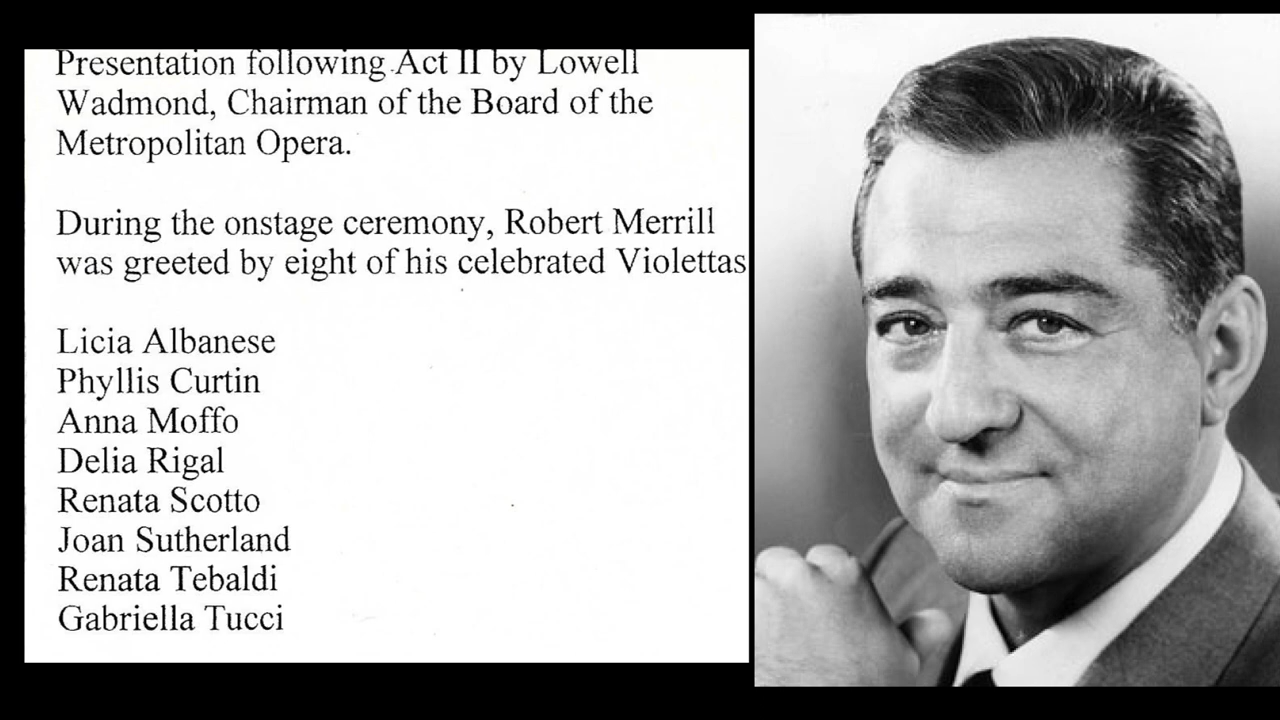 Presentation following Act II by Lowell
Wadmond, Chairman of the Board of the
Metropolitan Opera.
During the onstage ceremony, Robert Merrill
was greeted by eight of his celebrated Violettas
Licia Albanese
Phyllis Curtin
Anna Moffo
Delia Rigal
Renata Scotto
Joan Sutherland
Renata Tebaldi
Gabriella Tucci